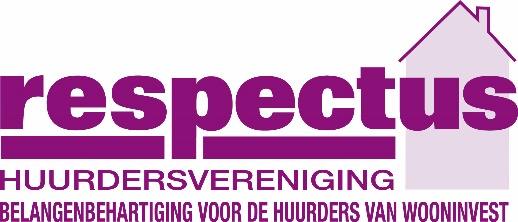 respectus
HUURDERSVERENIGING
BELANGENBEHARTIGING VOOR DE HUURDERS VAN WOONINVEST